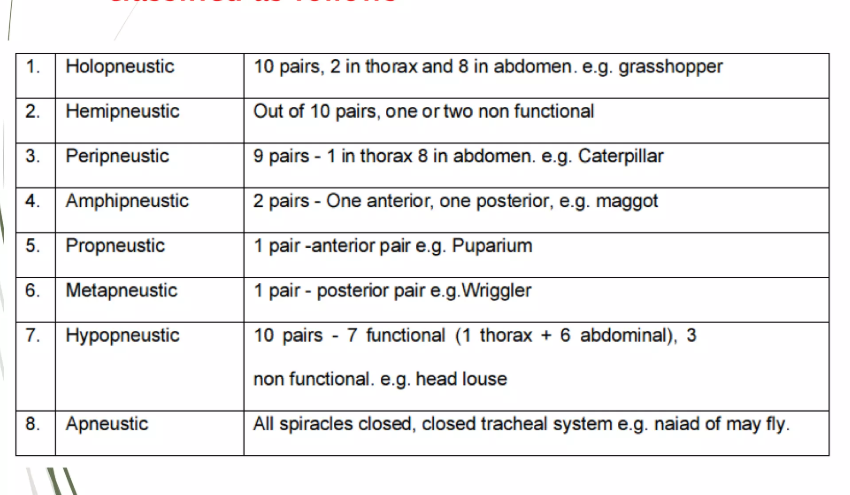 classified as follows
1. Holopneustic 10 pairs, 2 in thorax and 8 in abdomen. e.g. grasshopper
2. Hemipneustic Out of 10 pairs, one or two non functional
3. Peripneustic 9 pairs - 1 in thorax 8 in abdomen. e.g. Caterpillar
4. Amphipneustic 2 pairs - One anterior, one posterior, e.g. maggot
5. Propneustic 1 pair -anterior pair e.g. Puparium
6. Metapneustic 1 pair - posterior pair e.g.Wriggler
7. Hypopneustic 10 pairs - 7 functional (1 thorax + 6 abdominal), 3
non functional. e.g. head louse
8. Apneustic All spiracles closed, closed tracheal system e.g. naiad of may fly.